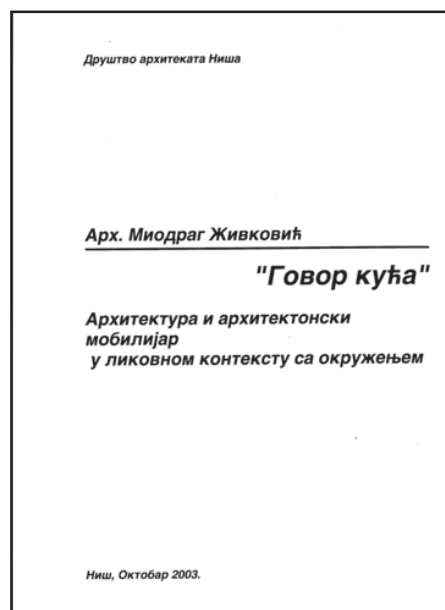 Друштво архитеката Ниша
Арх. Миодраг Живковић
"Говор кућа"
Архитектура и архитектонски
мобилијар
у ликовном контексту са окружењем
Ниш, Октобар 2003.